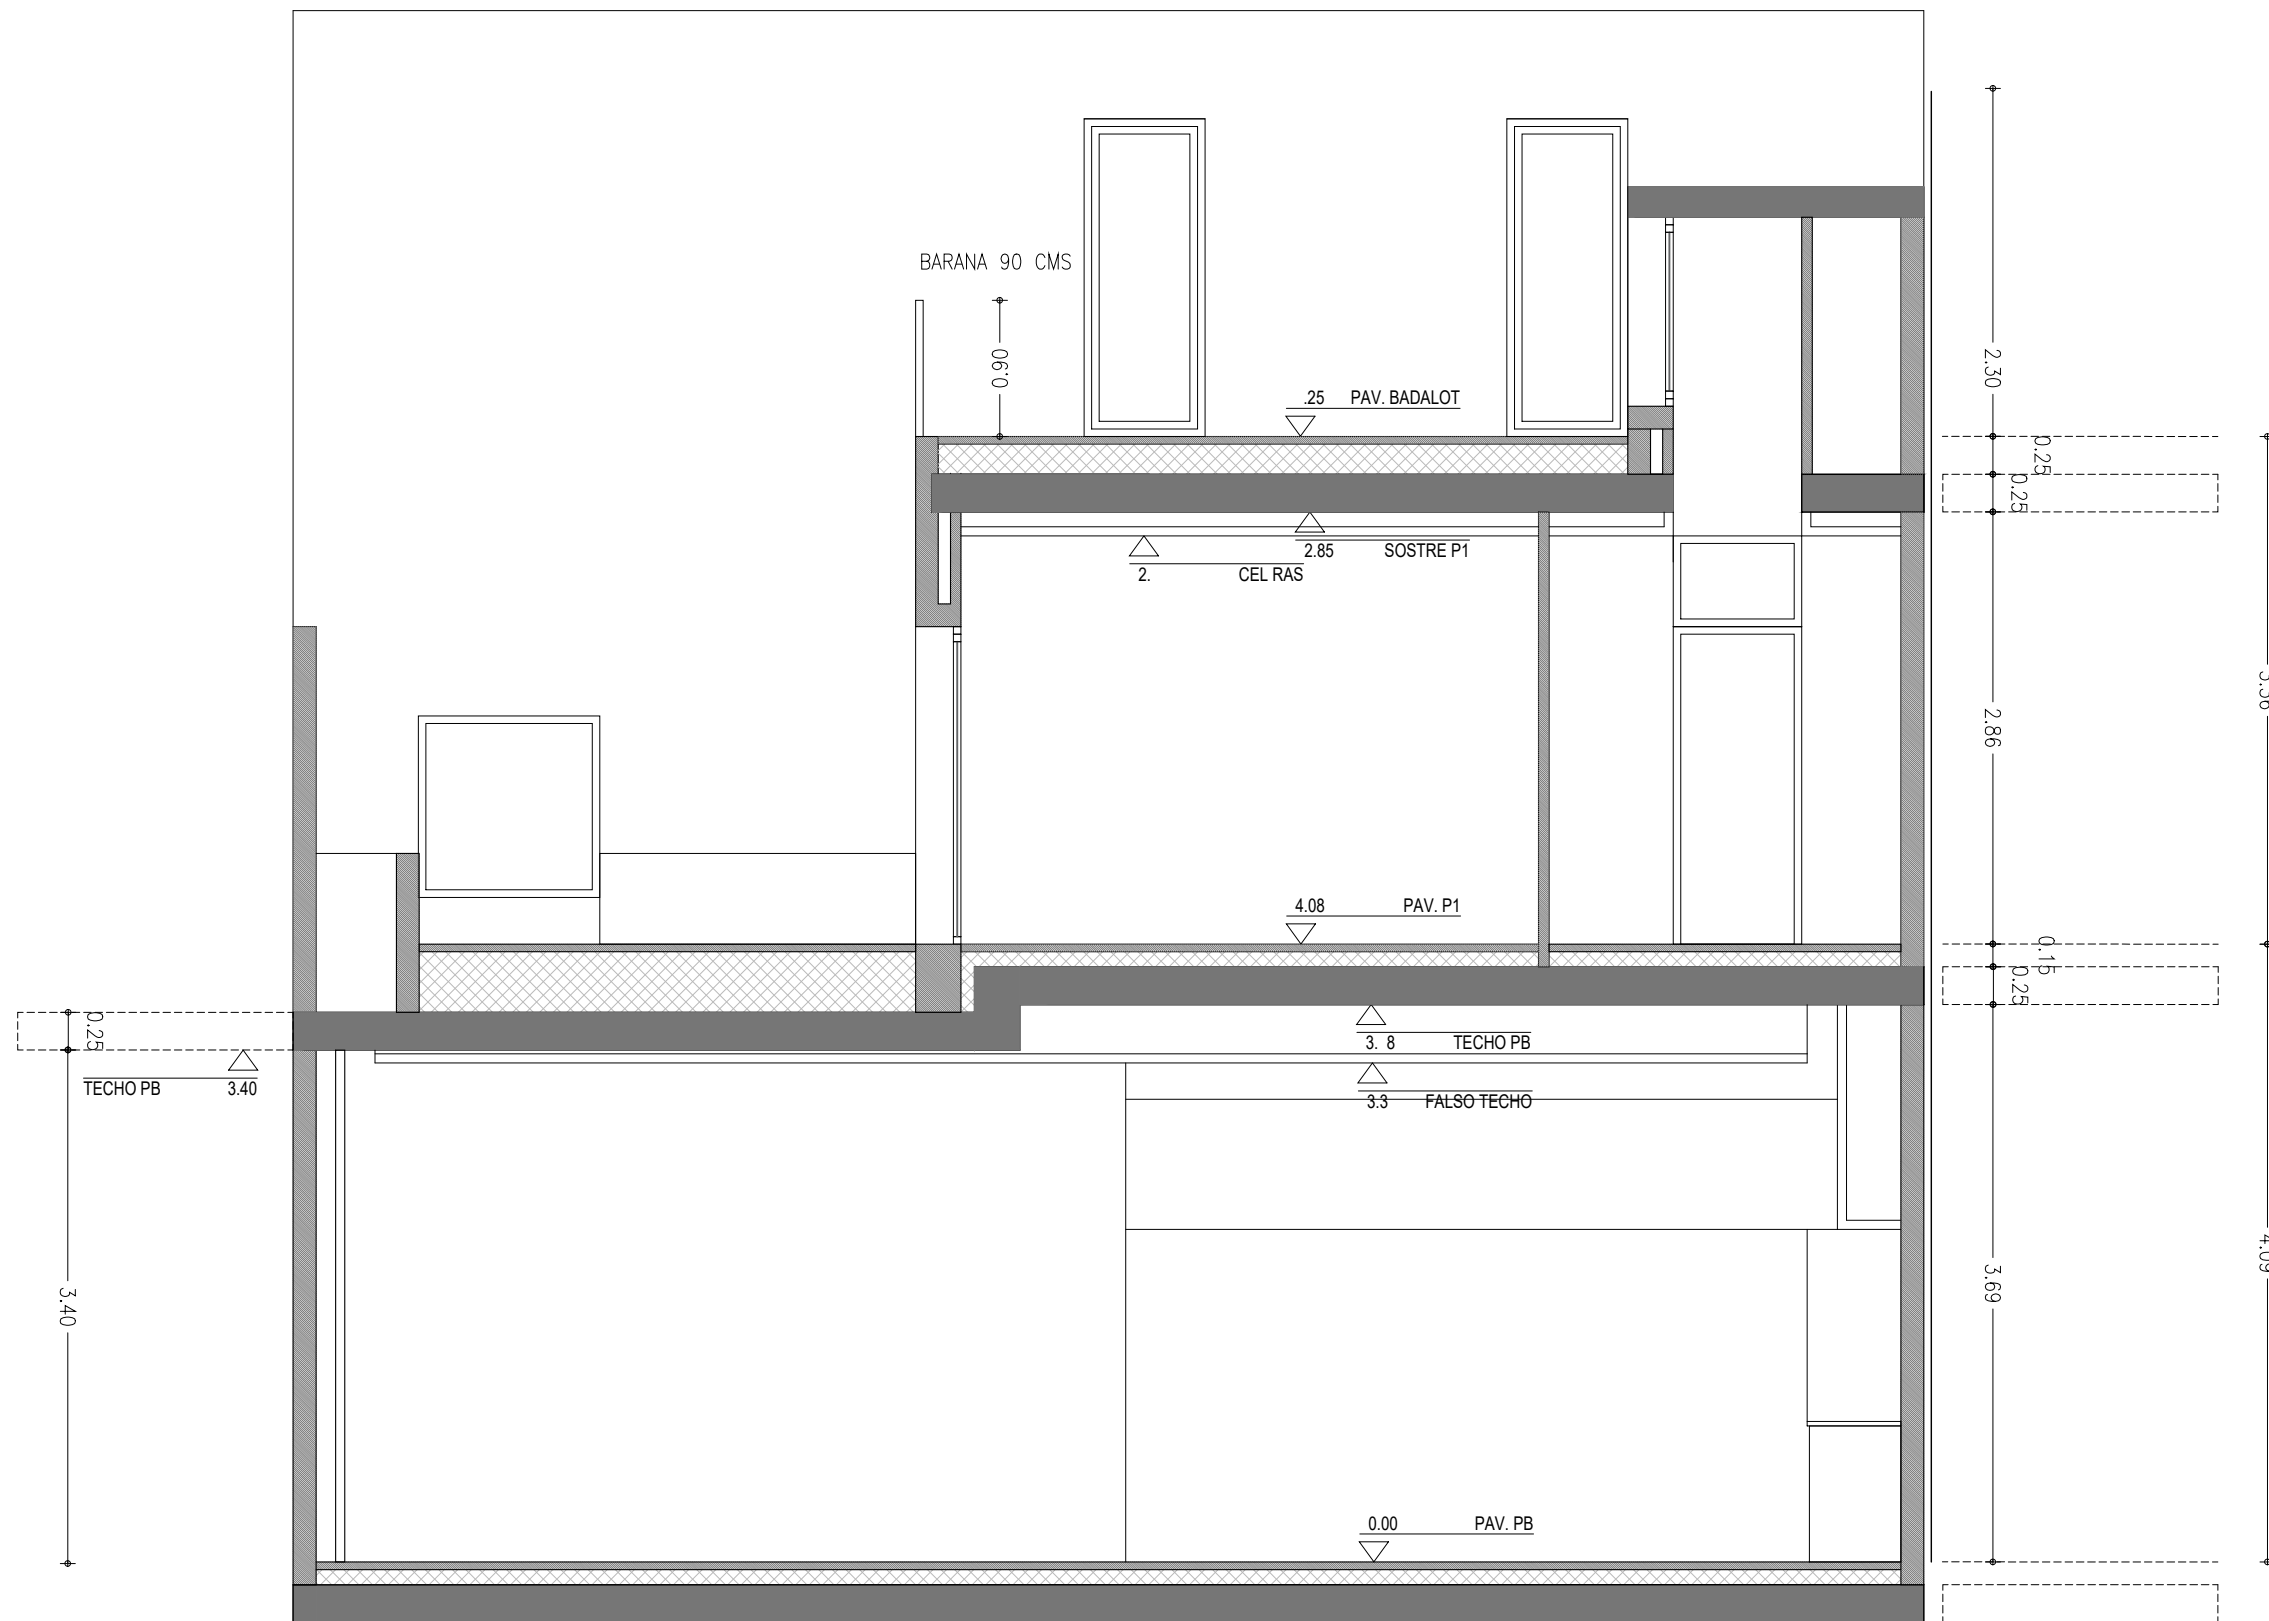 BARANA 90 CMS
0.90
2.30
.25 PAV. BADALOT
0.25
0.25
2.85 SOSTRE P1
2. CEL RAS
2.86
4.08 PAV. P1
0.15
0.25
0.25
3. 8 TECHO PB
TECHO PB 3.40
3.3 FALSO TECHO
4.09
3.69
3.40
0.00 PAV. PB